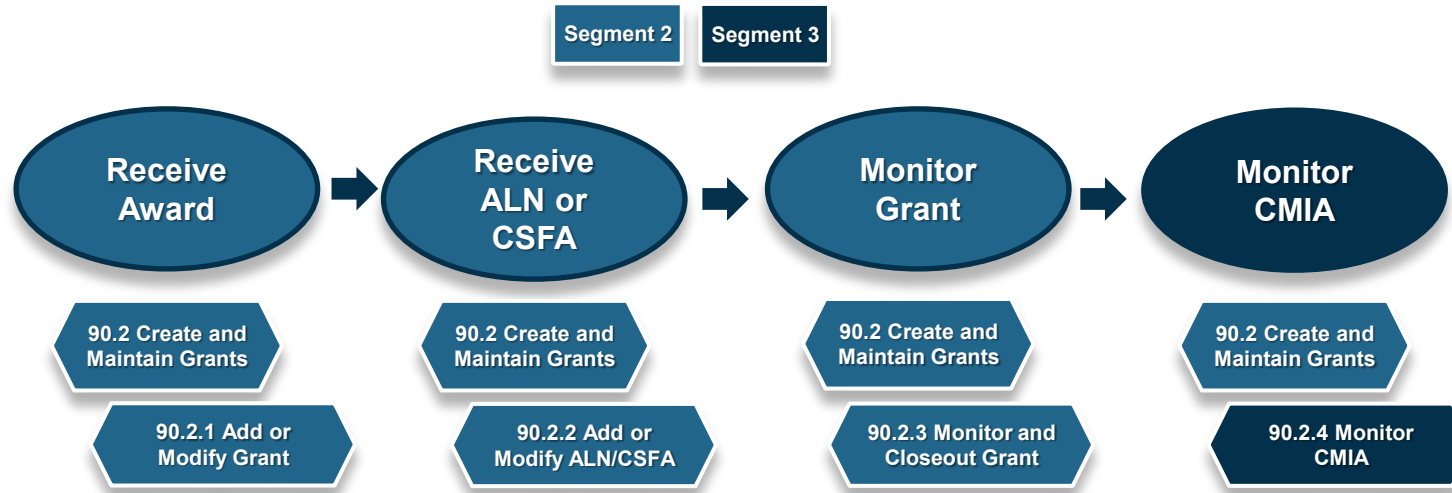 Segment 2
Segment 3
Receive
Award
Receive
ALN or
CSFA
Monitor
Grant
Monitor
CMIA
90.2 Create and
Maintain Grants
90.2 Create and
Maintain Grants
90.2 Create and
Maintain Grants
90.2 Create and
Maintain Grants
90.2.1 Add or
Modify Grant
90.2.2 Add or
Modify ALN/CSFA
90.2.3 Monitor and
Closeout Grant
90.2.4 Monitor
CMIA